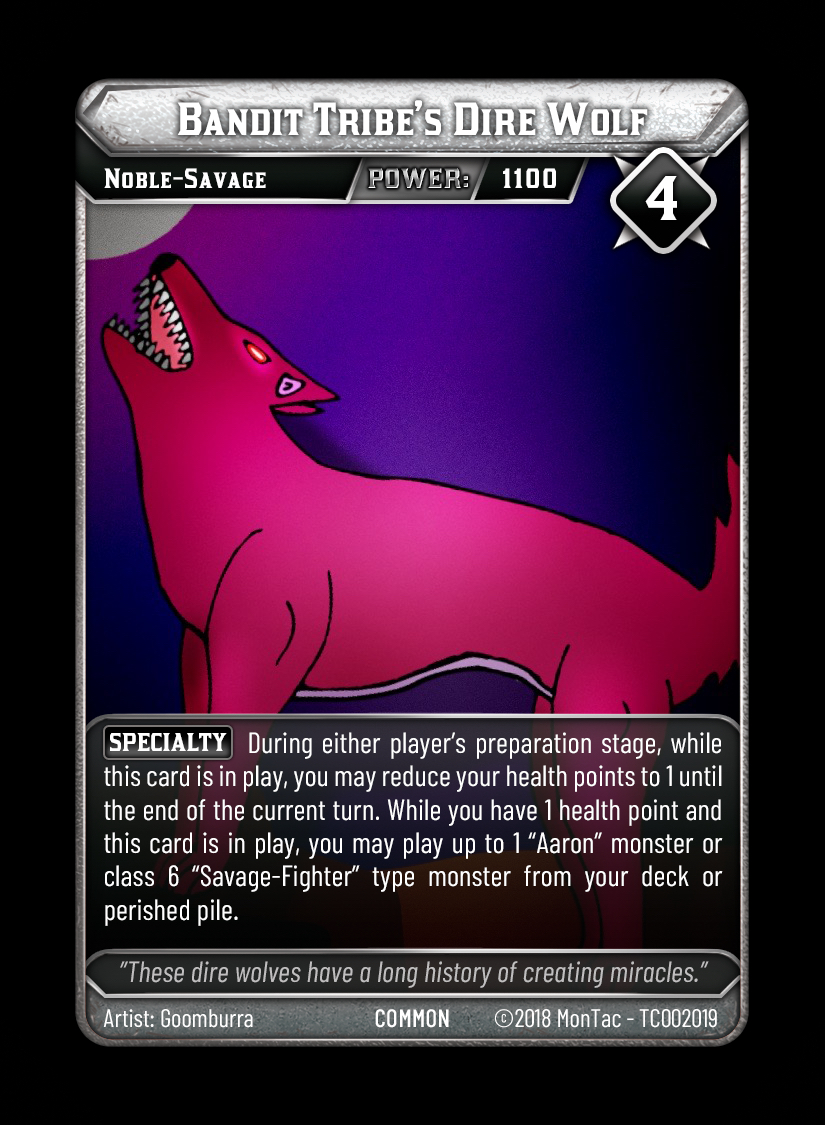 Bandit Tribe's Dire Wolf
Noble-Savage POWER: 1100
4
SPECIALTY During either player's preparation stage, while
this card is in play, you may reduce your health points to 1 until
the end of the current turn. While you have 1 health point and
this card is in play, you may play up to 1 “Aaron” monster or
class 6 “Savage-Fighter” type monster from your deck or
perished pile.
“These dire wolves have a long history of creating miracles.”
Artist: Goomburra COMMON ©2018 MonTac - TC002019